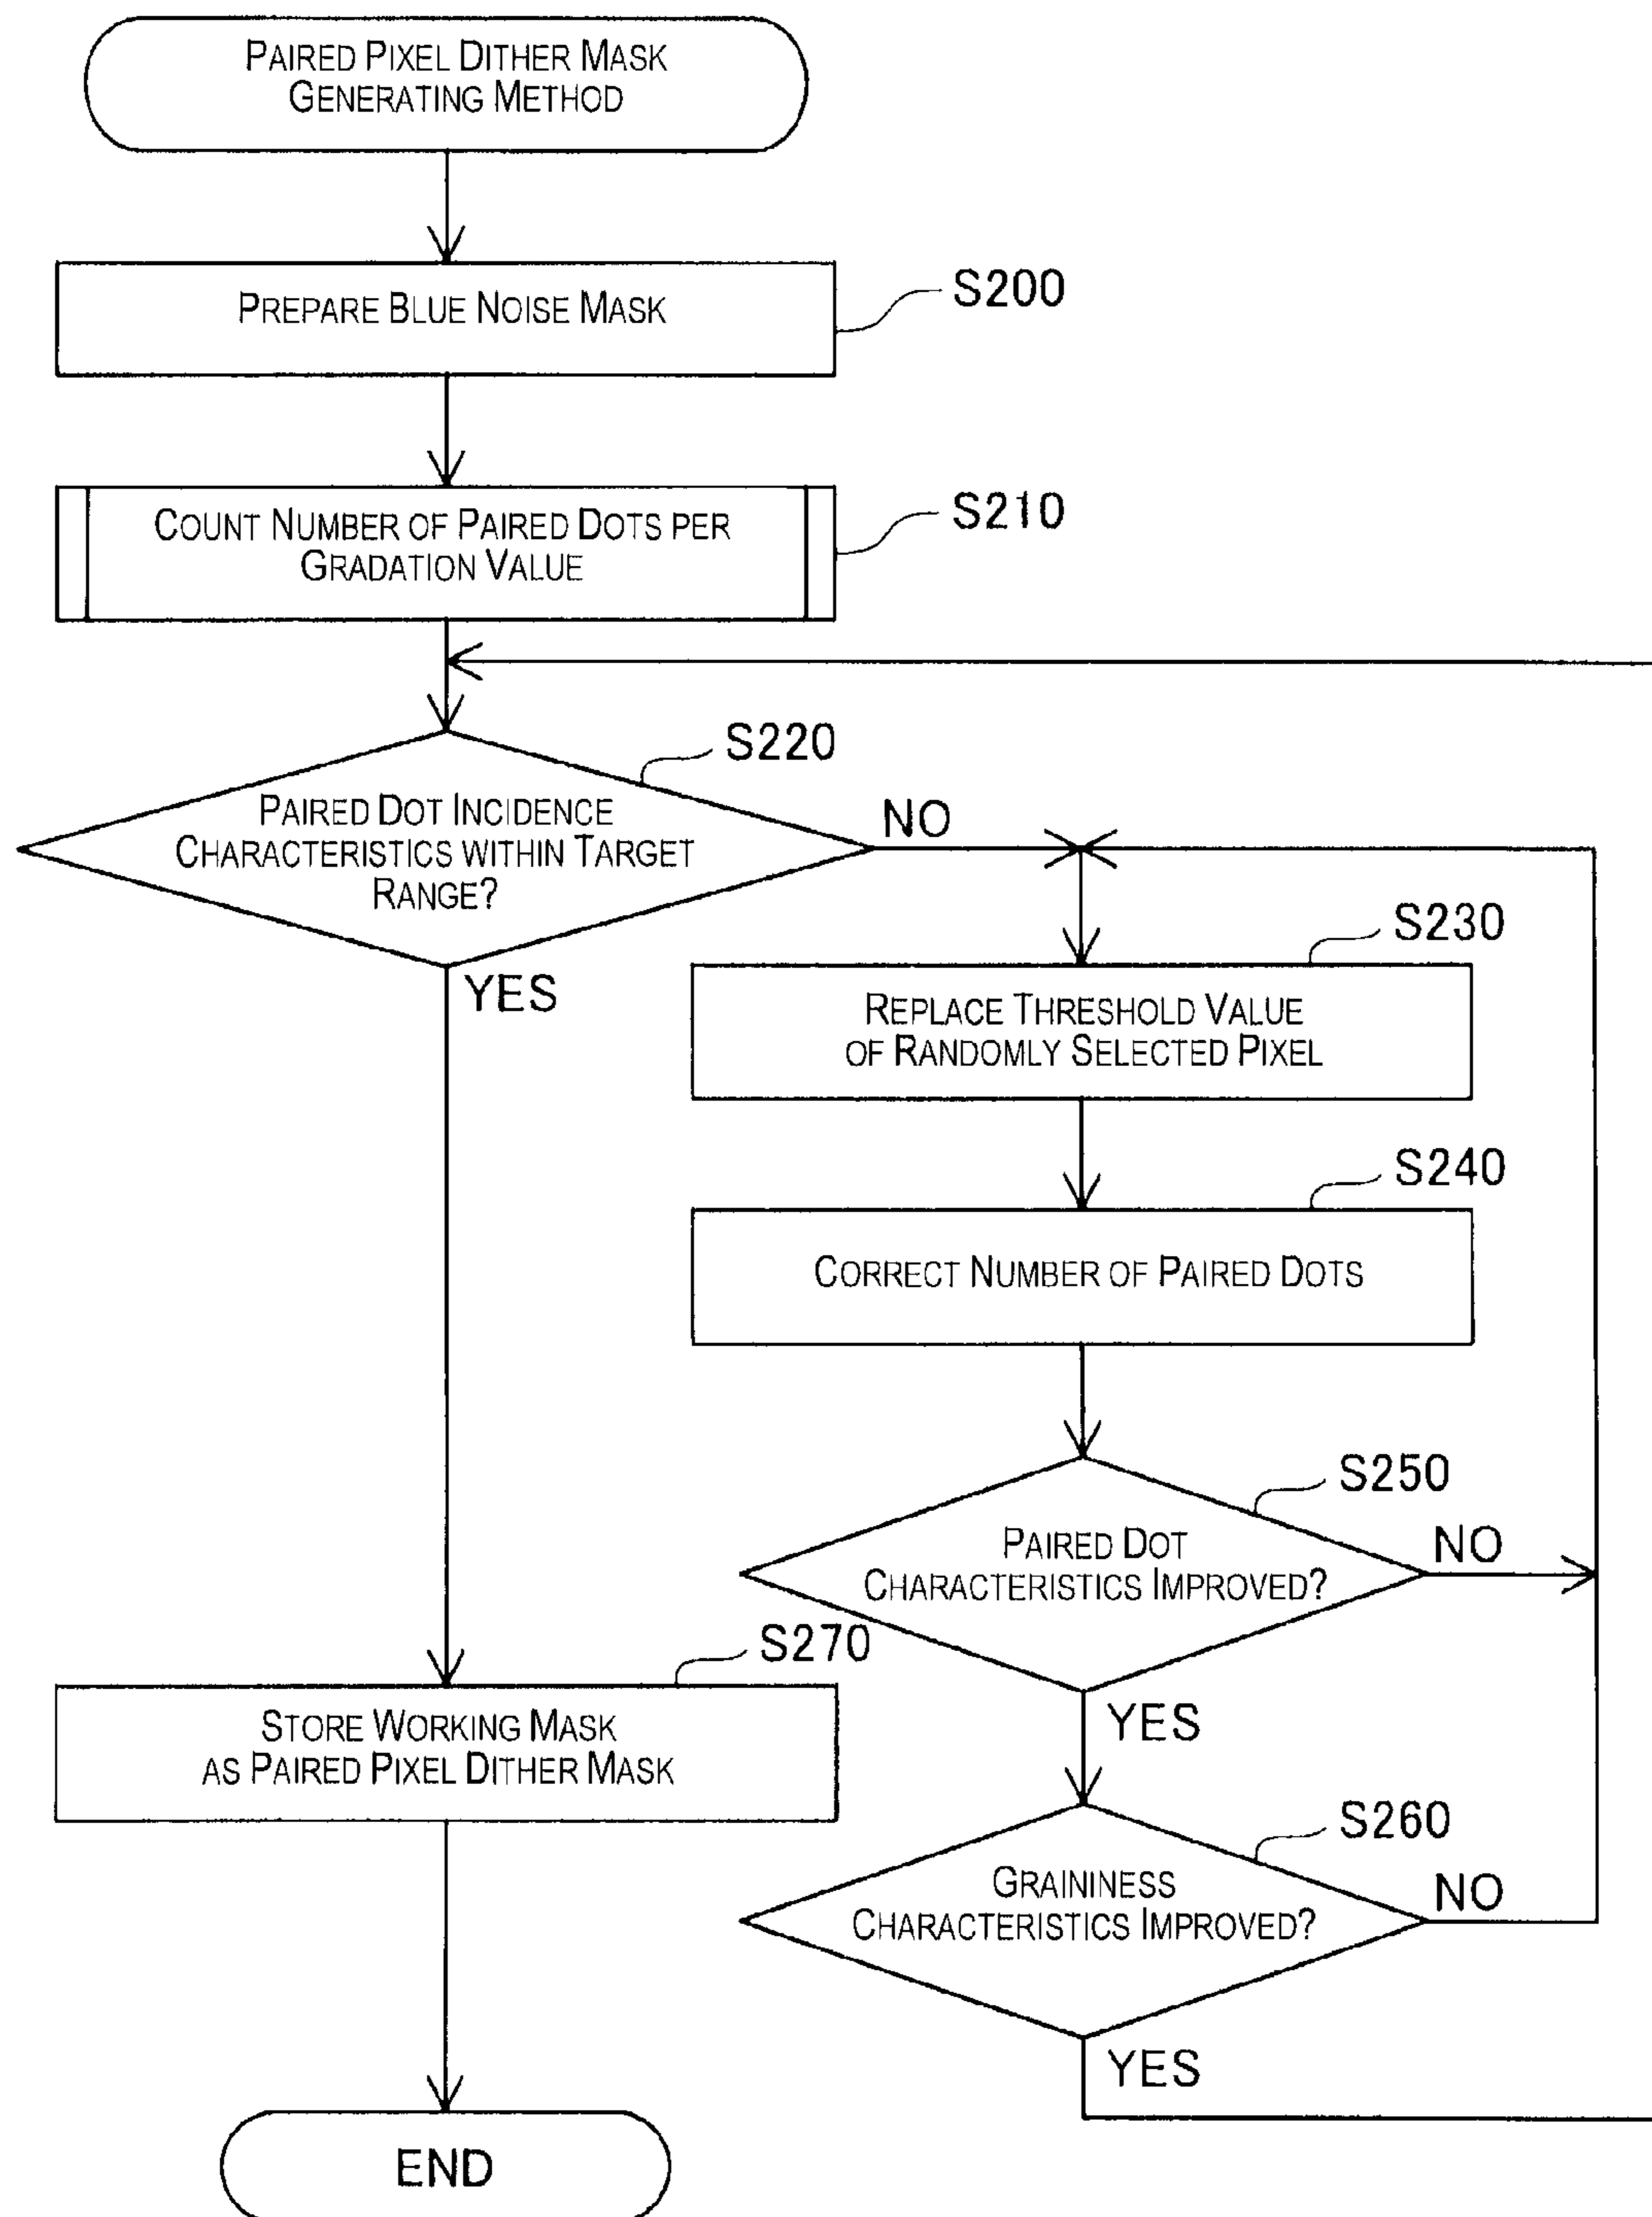 PAIRED PIXEL DITHER MASK
GENERATING METHOD
PREPARE BLUE NOISE MASK
S200
COUNT NUMBER OF PAIRED DOTS PER
GRADATION VALUE
S210
S220
PAIRED DOT INCIDENCE
CHARACTERISTICS WITHIN TARGET
RANGE?
NO
YES
S230
REPLACE THRESHOLD VALUE
OF RANDOMLY SELECTED PIXEL
S240
CORRECT NUMBER OF PAIRED DOTS
S250
PAIRED DOT
CHARACTERISTICS IMPROVED?
NO
YES
S260
GRAININESS
CHARACTERISTICS IMPROVED?
NO
YES
S270
STORE WORKING MASK
AS PAIRED PIXEL DITHER MASK
END